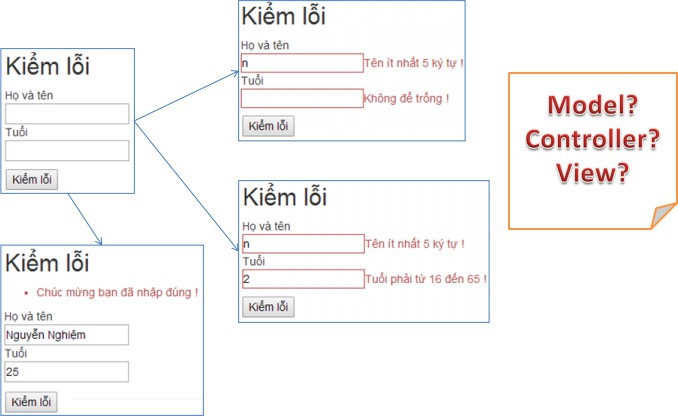 Kiểm lỗi
Họ và tên
Tuổi
Kiểm lỗi
Kiểm lỗi
Họ và tên
n Tên ít nhất 5 ký tự !
Tuổi
Không để trống !
Kiểm lỗi
Kiểm lỗi
Họ và tên
n Tên ít nhất 5 ký tự !
Tuổi
2 Tuổi phải từ 16 đến 65 !
Kiểm lỗi
Kiểm lỗi
Chúc mừng bạn đã nhập đúng !
Họ và tên
Nguyễn Nghiệm
Tuổi
25
Kiểm lỗi
Model?
Controller?
View?